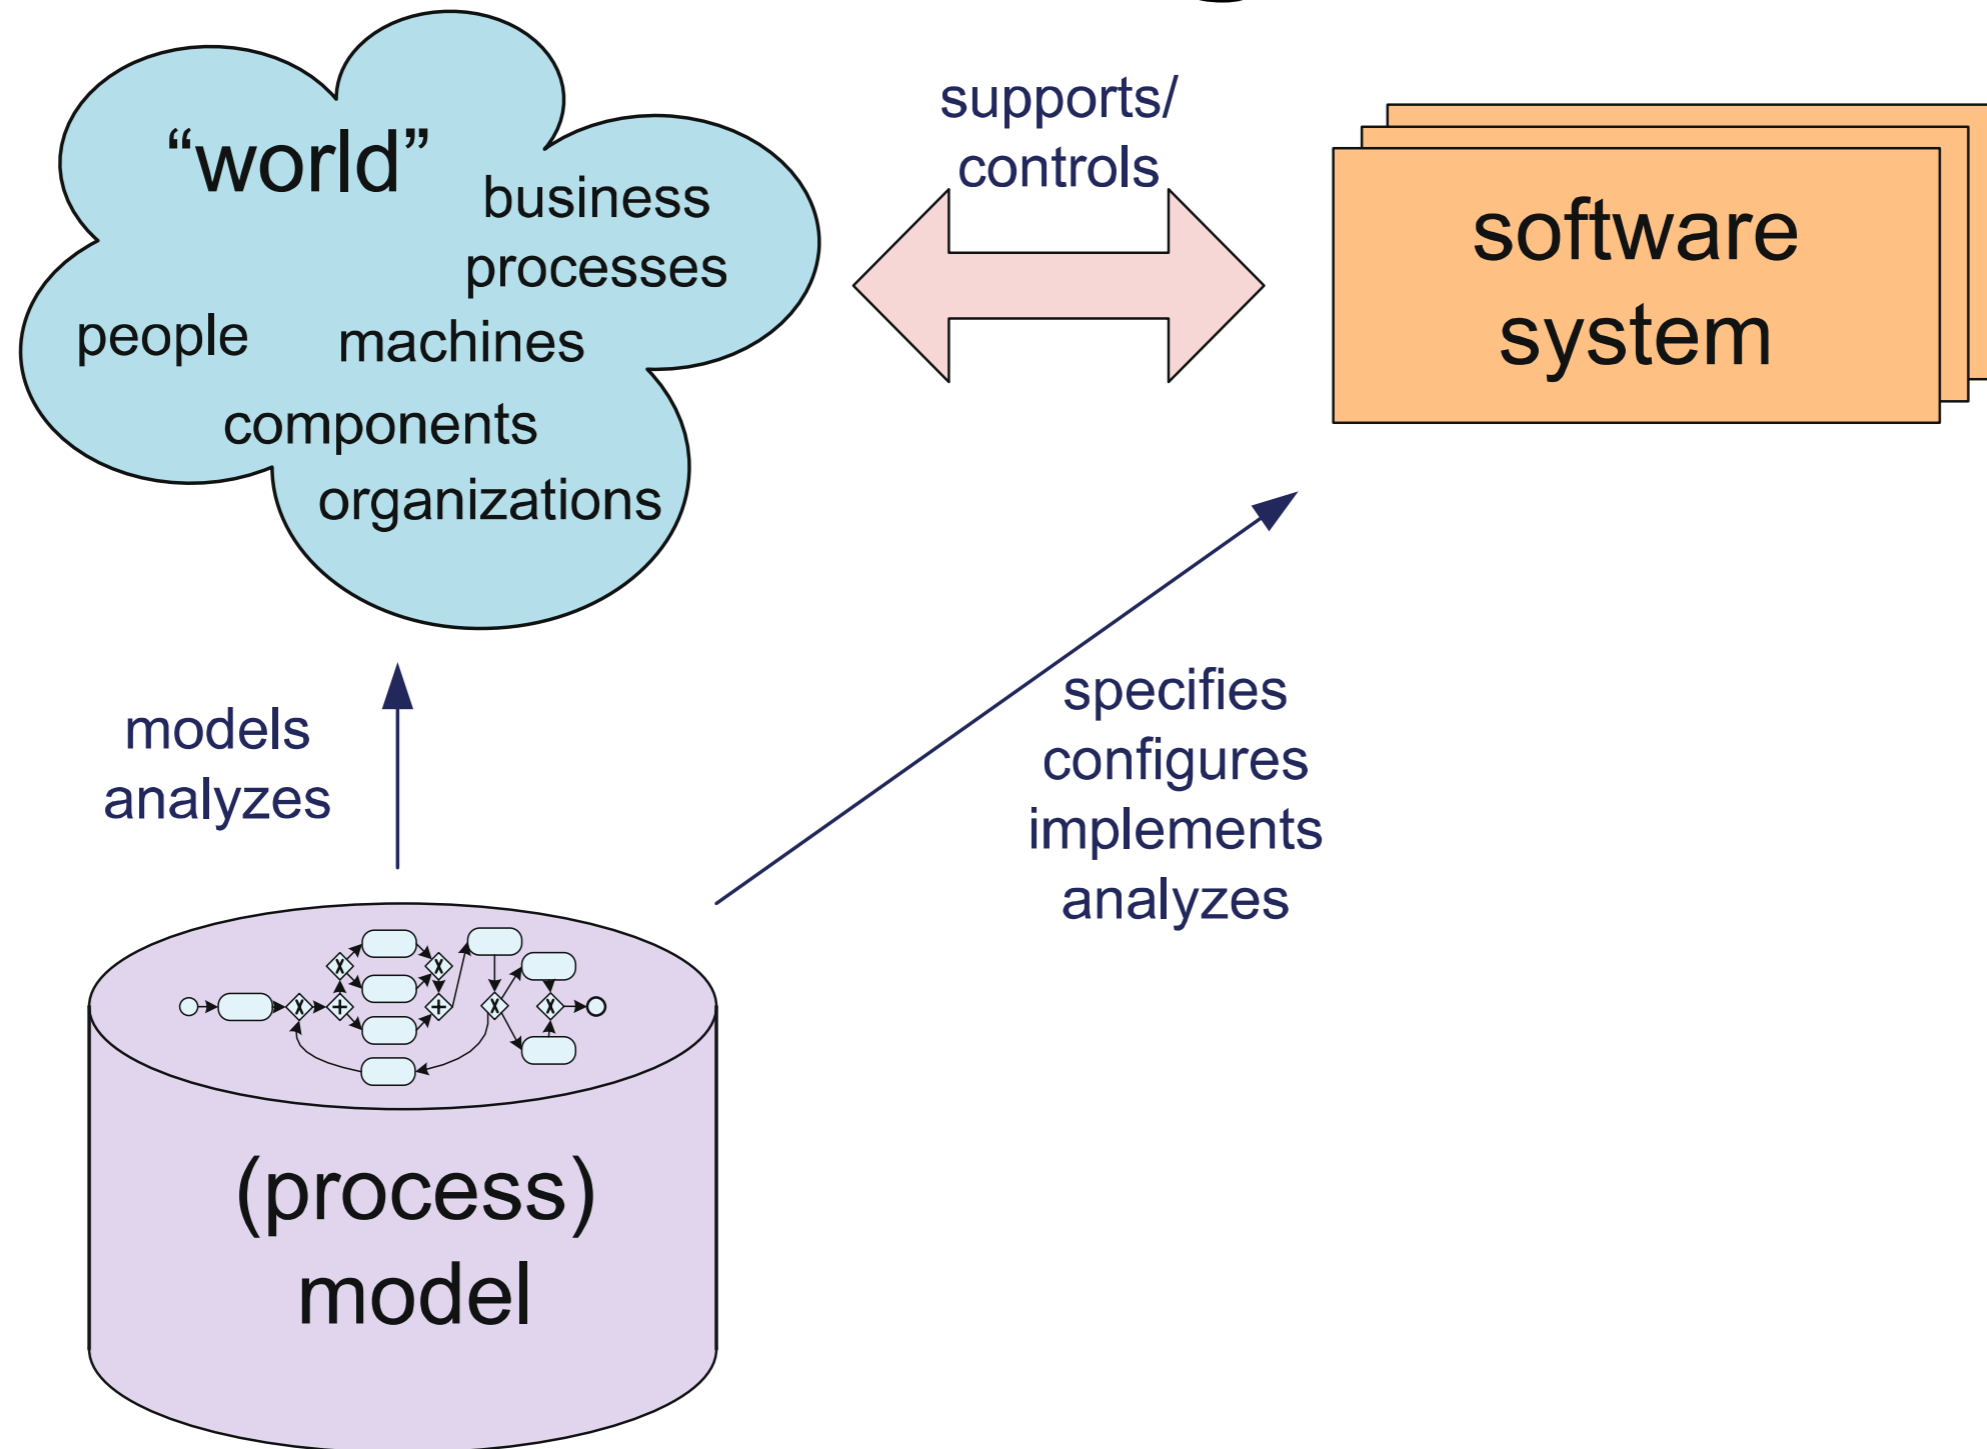 “world”
business
processes
people
machines
components
organizations
supports/
controls
software
system
models
analyzes
specifies
configures
implements
analyzes
(process)
model